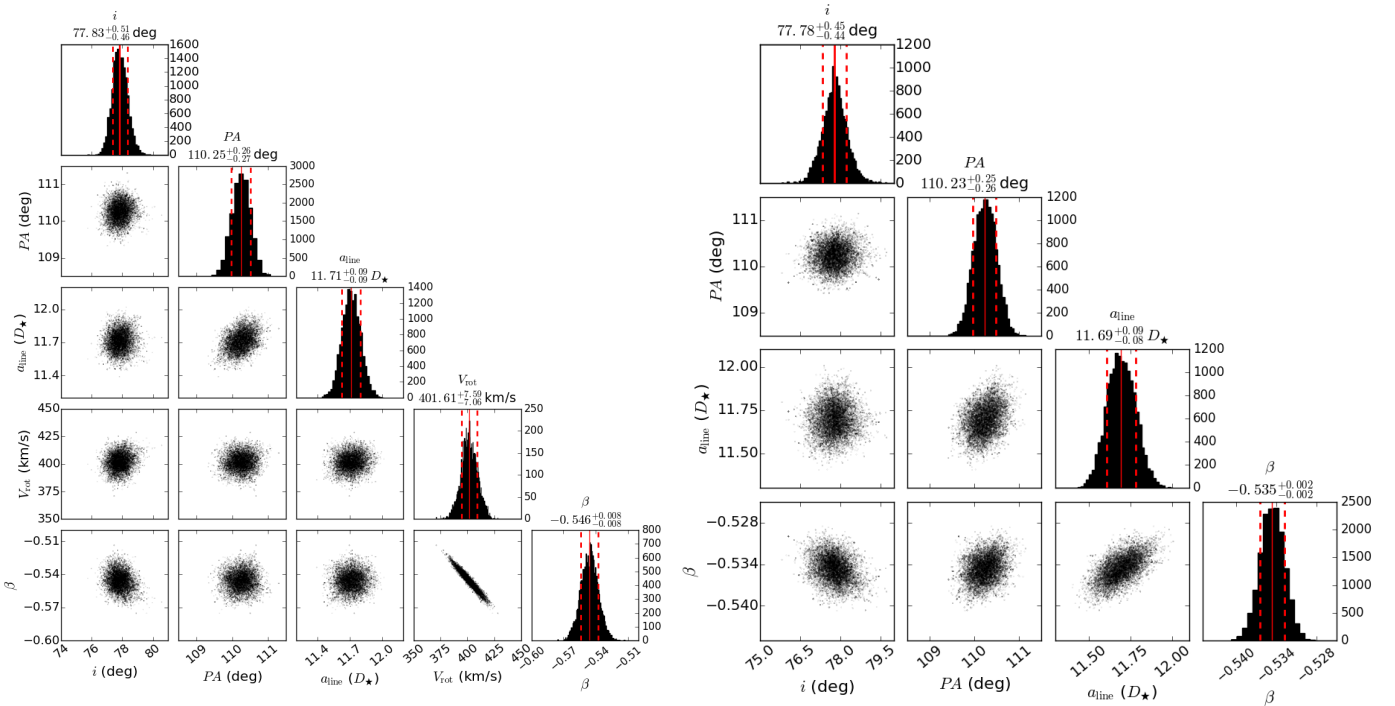 i
77.83+0.51−0.46 deg
1600
1400
1200
1000
800
600
400
200
0
PA
110.25+0.26−0.27 deg
PA (deg)
111
110
109
3000
2500
2000
1500
1000
500
0
a_line
11.71+0.09−0.09 D★
a_line (D★)
12.0
11.7
11.4
1400
1200
1000
800
600
400
200
0
V_rot
401.61+7.59−7.06 km/s
V_rot (km/s)
450
425
400
375
350
250
200
150
100
50
0
β
−0.546+0.008−0.008
β
−0.51
−0.54
−0.57
−0.60
800
700
600
500
400
300
200
100
0
74 76 78 80
109 110 111
11.4 11.7 12.0
350 375 400 425 450
−0.60 −0.57 −0.54 −0.51
i (deg)
PA (deg)
a_line (D★)
V_rot (km/s)
β
i
77.78+0.45−0.44 deg
1200
1000
800
600
400
200
0
PA
110.23+0.25−0.26 deg
PA (deg)
111
110
109
1200
1000
800
600
400
200
0
a_line
11.69+0.09−0.08 D★
a_line (D★)
12.00
11.75
11.50
1200
1000
800
600
400
200
0
β
−0.535+0.002−0.002
β
−0.528
−0.534
−0.540
2500
2000
1500
1000
500
0
75.0 76.5 78.0 79.5
109 110 111
11.50 11.75 12.00
−0.540 −0.534 −0.528
i (deg)
PA (deg)
a_line (D★)
β